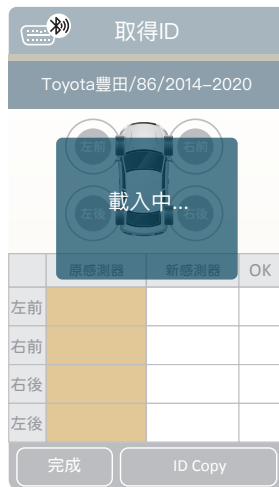 取得ID
Toyota豐田/86/2014–2020
左前
右前
左後
右後
載入中...
原感測器
新感測器
OK
左前
右前
右後
左後
完成
ID Copy